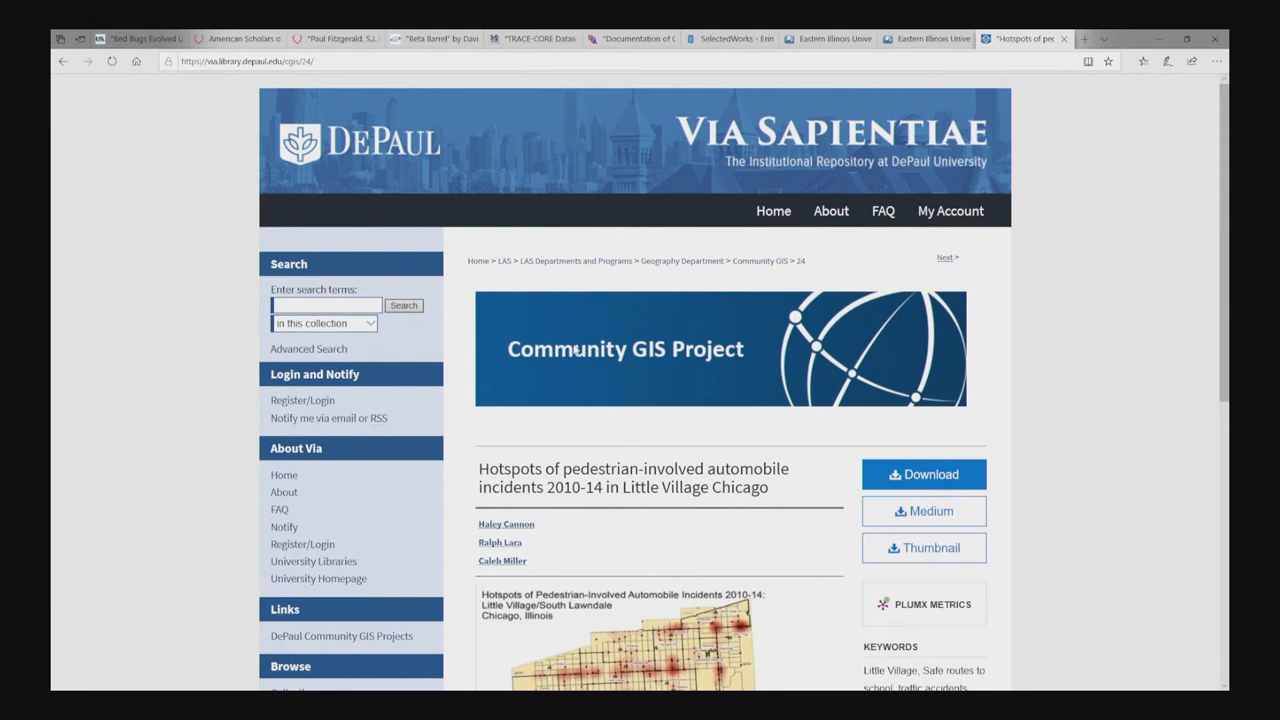 "Bed Bugs Evolved U
American Scholars o
"Paul Fitzgerald, S.J.
"Beta Barrel" by Davi
"TRACE-CORE Datas
"Documentation of C
SelectedWorks - Erin
Eastern Illinois Unive
Eastern Illinois Unive
"Hotspots of pec
https://via.library.depaul.edu/cgis/24/
DEPAUL
VIA SAPIENTIAE
The Institutional Repository at DePaul University
Home About FAQ My Account
Home > LAS > LAS Departments and Programs > Geography Department > Community GIS > 24
Next >
Search
Enter search terms:
Search
in this collection
Advanced Search
Login and Notify
Register/Login
Notify me via email or RSS
About Via
Home
About
FAQ
Notify
Register/Login
University Libraries
University Homepage
Links
DePaul Community GIS Projects
Browse
Community GIS Project
Hotspots of pedestrian-involved automobile
incidents 2010-14 in Little Village Chicago
Haley Cannon
Ralph Lara
Caleb Miller
Hotspots of Pedestrian-Involved Automobile Incidents 2010-14:
Little Village/South Lawndale
Chicago, Illinois
Download
Medium
Thumbnail
PLUMX METRICS
KEYWORDS
Little Village, Safe routes to
school, traffic accidents,